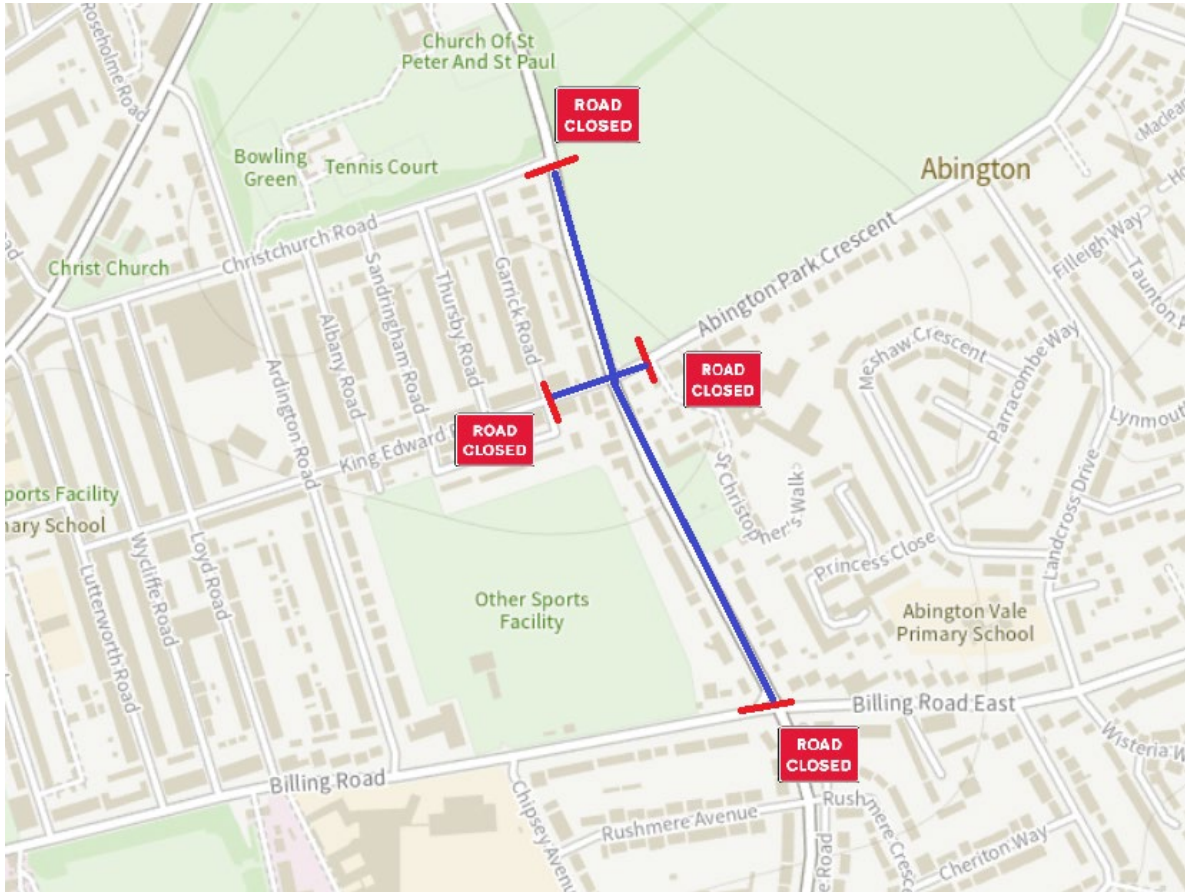 Roseholme Road
Church Of St
Peter And St Paul
ROAD
CLOSED
Maclean
Bowling
Green
Tennis Court
Abington
Christchurch Road
Christ Church
Filleigh Way
Taunton
Abington Park Crescent
Garrick Road
Thursby Road
Sandringham Road
Albany Road
Ardington Road
Meshaw Crescent
Parracombe Way
Lynmouth
ROAD
CLOSED
ROAD
CLOSED
King Edward
St Christopher's Walk
ports Facility
nary School
Wycliffe Road
Loyd Road
Lutterworth Road
Landcross Drive
Princess Close
Other Sports
Facility
Abington Vale
Primary School
Billing Road East
Wisteria W
ROAD
CLOSED
Billing Road
Chipsey Avenue
Rushmere Avenue
Rushmere Cresc
e Road
Cheriton Way